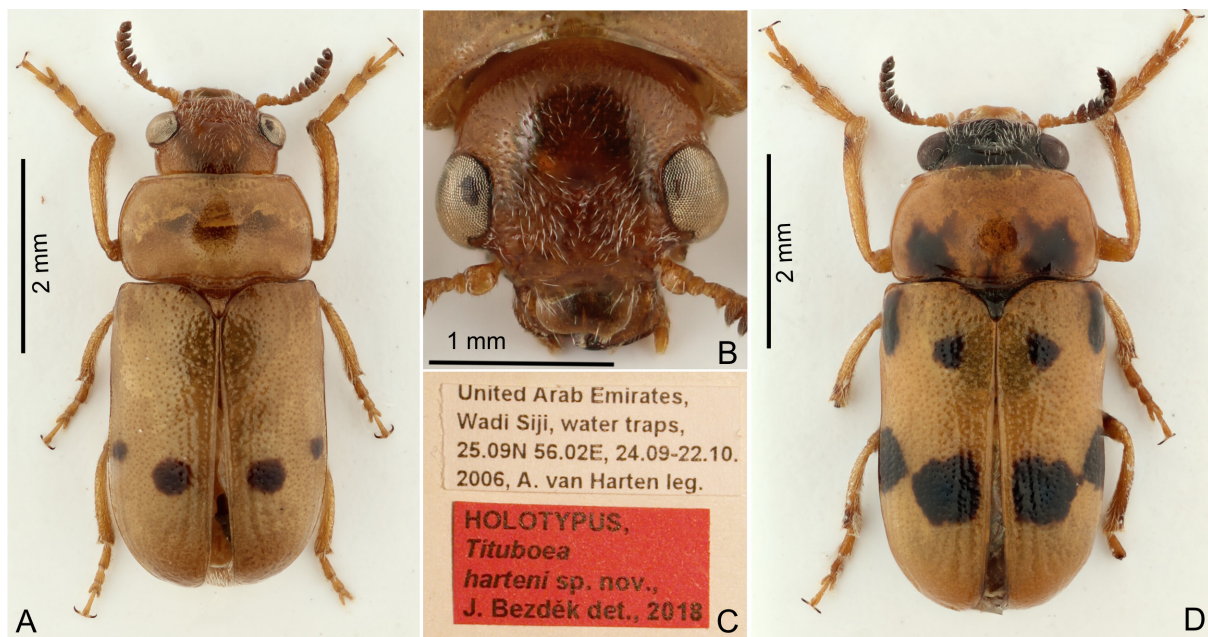 2 mm
A
1 mm
B
United Arab Emirates,
Wadi Siji, water traps,
25.09N 56.02E, 24.09-22.10.
2006, A. van Harten leg.
HOLOTYPUS,
Tituboea
harteni sp. nov.,
J. Bezděk det., 2018
C
2 mm
D